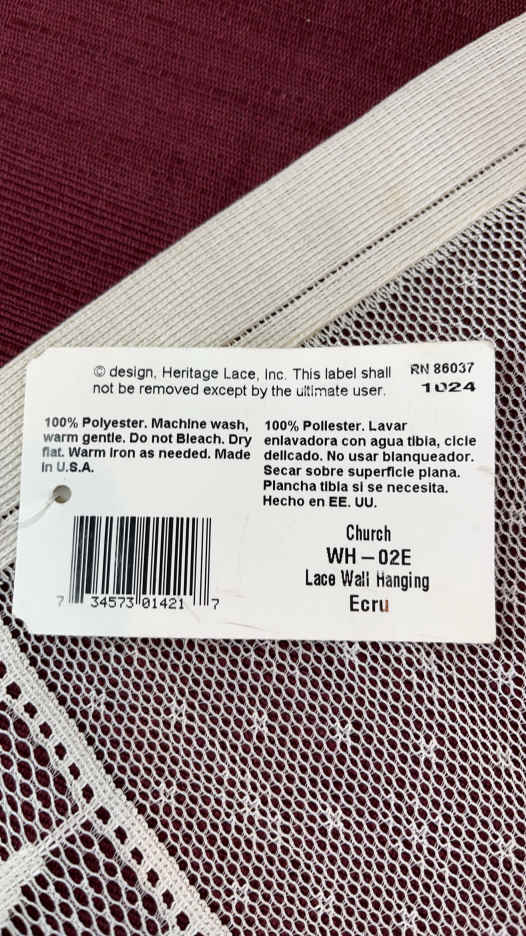 © design, Heritage Lace, Inc. This label shall
not be removed except by the ultimate user.
RN 86037
1024
100% Polyester. Machine wash,
warm gentle. Do not Bleach. Dry
flat. Warm iron as needed. Made
in U.S.A.
100% Poliester. Lavar
enlavadora con agua tibia, cicle
delicado. No usar blanqueador.
Secar sobre superficie plana.
Plancha tibia si se necesita.
Hecho en EE. UU.
Church
WH – 02E
Lace Wall Hanging
Ecru
7 34573 01421 7